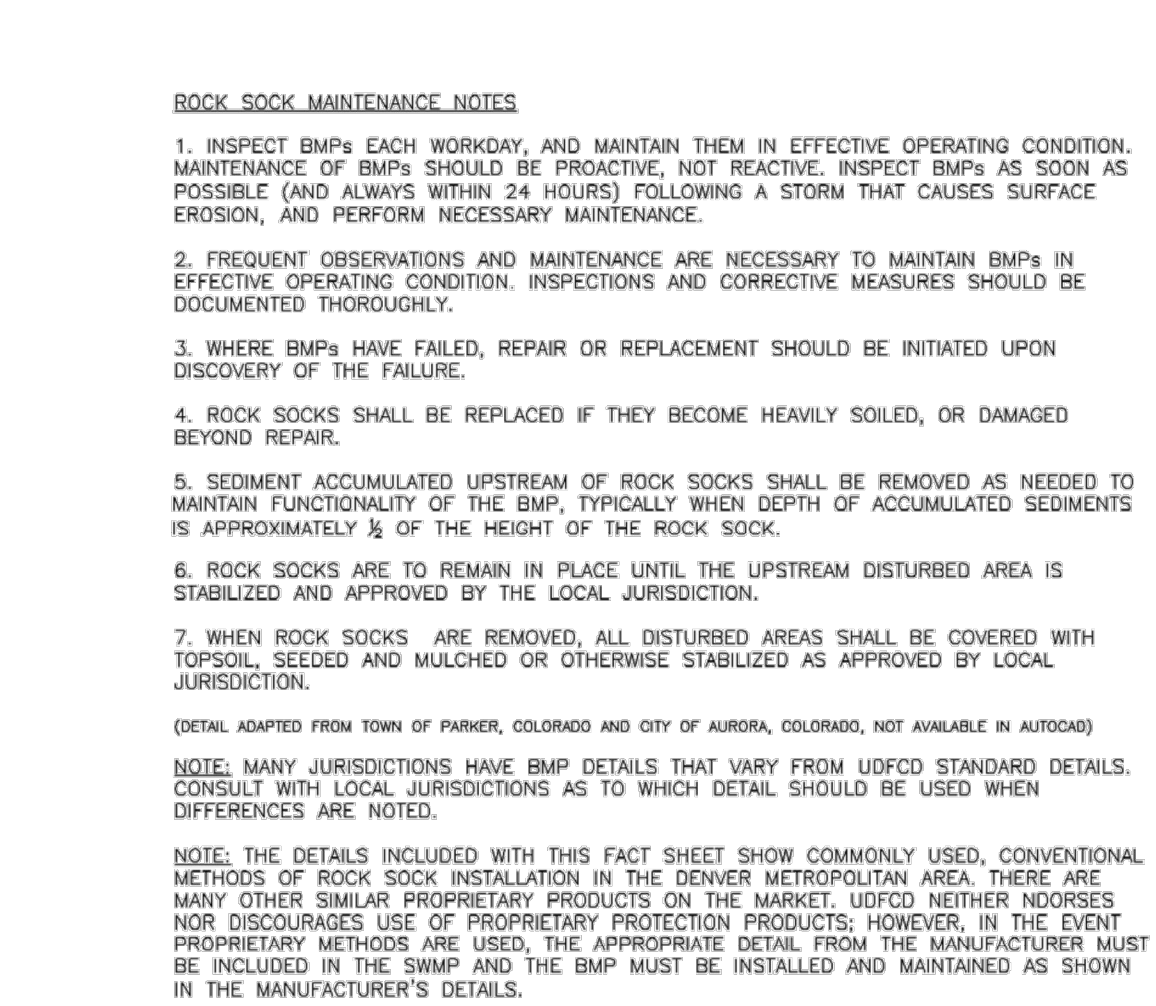 ROCK SOCK MAINTENANCE NOTES
1. INSPECT BMPs EACH WORKDAY, AND MAINTAIN THEM IN EFFECTIVE OPERATING CONDITION.
MAINTENANCE OF BMPs SHOULD BE PROACTIVE, NOT REACTIVE. INSPECT BMPs AS SOON AS
POSSIBLE (AND ALWAYS WITHIN 24 HOURS) FOLLOWING A STORM THAT CAUSES SURFACE
EROSION, AND PERFORM NECESSARY MAINTENANCE.
2. FREQUENT OBSERVATIONS AND MAINTENANCE ARE NECESSARY TO MAINTAIN BMPs IN
EFFECTIVE OPERATING CONDITION. INSPECTIONS AND CORRECTIVE MEASURES SHOULD BE
DOCUMENTED THOROUGHLY.
3. WHERE BMPs HAVE FAILED, REPAIR OR REPLACEMENT SHOULD BE INITIATED UPON
DISCOVERY OF THE FAILURE.
4. ROCK SOCKS SHALL BE REPLACED IF THEY BECOME HEAVILY SOILED, OR DAMAGED
BEYOND REPAIR.
5. SEDIMENT ACCUMULATED UPSTREAM OF ROCK SOCKS SHALL BE REMOVED AS NEEDED TO
MAINTAIN FUNCTIONALITY OF THE BMP, TYPICALLY WHEN DEPTH OF ACCUMULATED SEDIMENTS
IS APPROXIMATELY ½ OF THE HEIGHT OF THE ROCK SOCK.
6. ROCK SOCKS ARE TO REMAIN IN PLACE UNTIL THE UPSTREAM DISTURBED AREA IS
STABILIZED AND APPROVED BY THE LOCAL JURISDICTION.
7. WHEN ROCK SOCKS ARE REMOVED, ALL DISTURBED AREAS SHALL BE COVERED WITH
TOPSOIL, SEEDED AND MULCHED OR OTHERWISE STABILIZED AS APPROVED BY LOCAL
JURISDICTION.
(DETAIL ADAPTED FROM TOWN OF PARKER, COLORADO AND CITY OF AURORA, COLORADO, NOT AVAILABLE IN AUTOCAD)
NOTE: MANY JURISDICTIONS HAVE BMP DETAILS THAT VARY FROM UDFCD STANDARD DETAILS.
CONSULT WITH LOCAL JURISDICTIONS AS TO WHICH DETAIL SHOULD BE USED WHEN
DIFFERENCES ARE NOTED.
NOTE: THE DETAILS INCLUDED WITH THIS FACT SHEET SHOW COMMONLY USED, CONVENTIONAL
METHODS OF ROCK SOCK INSTALLATION IN THE DENVER METROPOLITAN AREA. THERE ARE
MANY OTHER SIMILAR PROPRIETARY PRODUCTS ON THE MARKET. UDFCD NEITHER NDORSES
NOR DISCOURAGES USE OF PROPRIETARY PROTECTION PRODUCTS; HOWEVER, IN THE EVENT
PROPRIETARY METHODS ARE USED, THE APPROPRIATE DETAIL FROM THE MANUFACTURER MUST
BE INCLUDED IN THE SWMP AND THE BMP MUST BE INSTALLED AND MAINTAINED AS SHOWN
IN THE MANUFACTURER'S DETAILS.